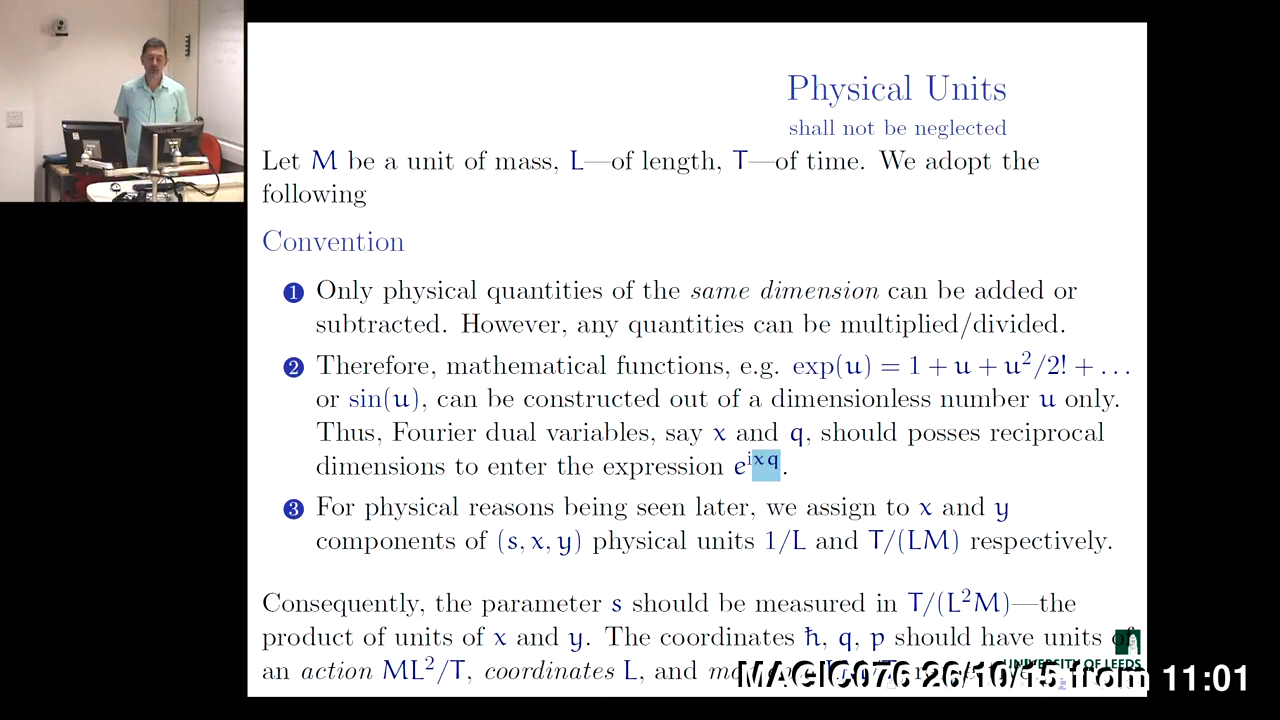 Physical Units
shall not be neglected
Let M be a unit of mass, L—of length, T—of time. We adopt the
following
Convention
1 Only physical quantities of the same dimension can be added or
subtracted. However, any quantities can be multiplied/divided.
2 Therefore, mathematical functions, e.g. exp(u) = 1 + u + u²/2! + ...
or sin(u), can be constructed out of a dimensionless number u only.
Thus, Fourier dual variables, say x and q, should posses reciprocal
dimensions to enter the expression e^{ixq}.
3 For physical reasons being seen later, we assign to x and y
components of (s, x, y) physical units 1/L and T/(LM) respectively.
Consequently, the parameter s should be measured in T/(L²M)—the
product of units of x and y. The coordinates ħ, q, p should have units of
an action ML²/T, coordinates L, and
UNIVERSITY OF LEEDS
MAGIC076 26/10/15 from 11:01